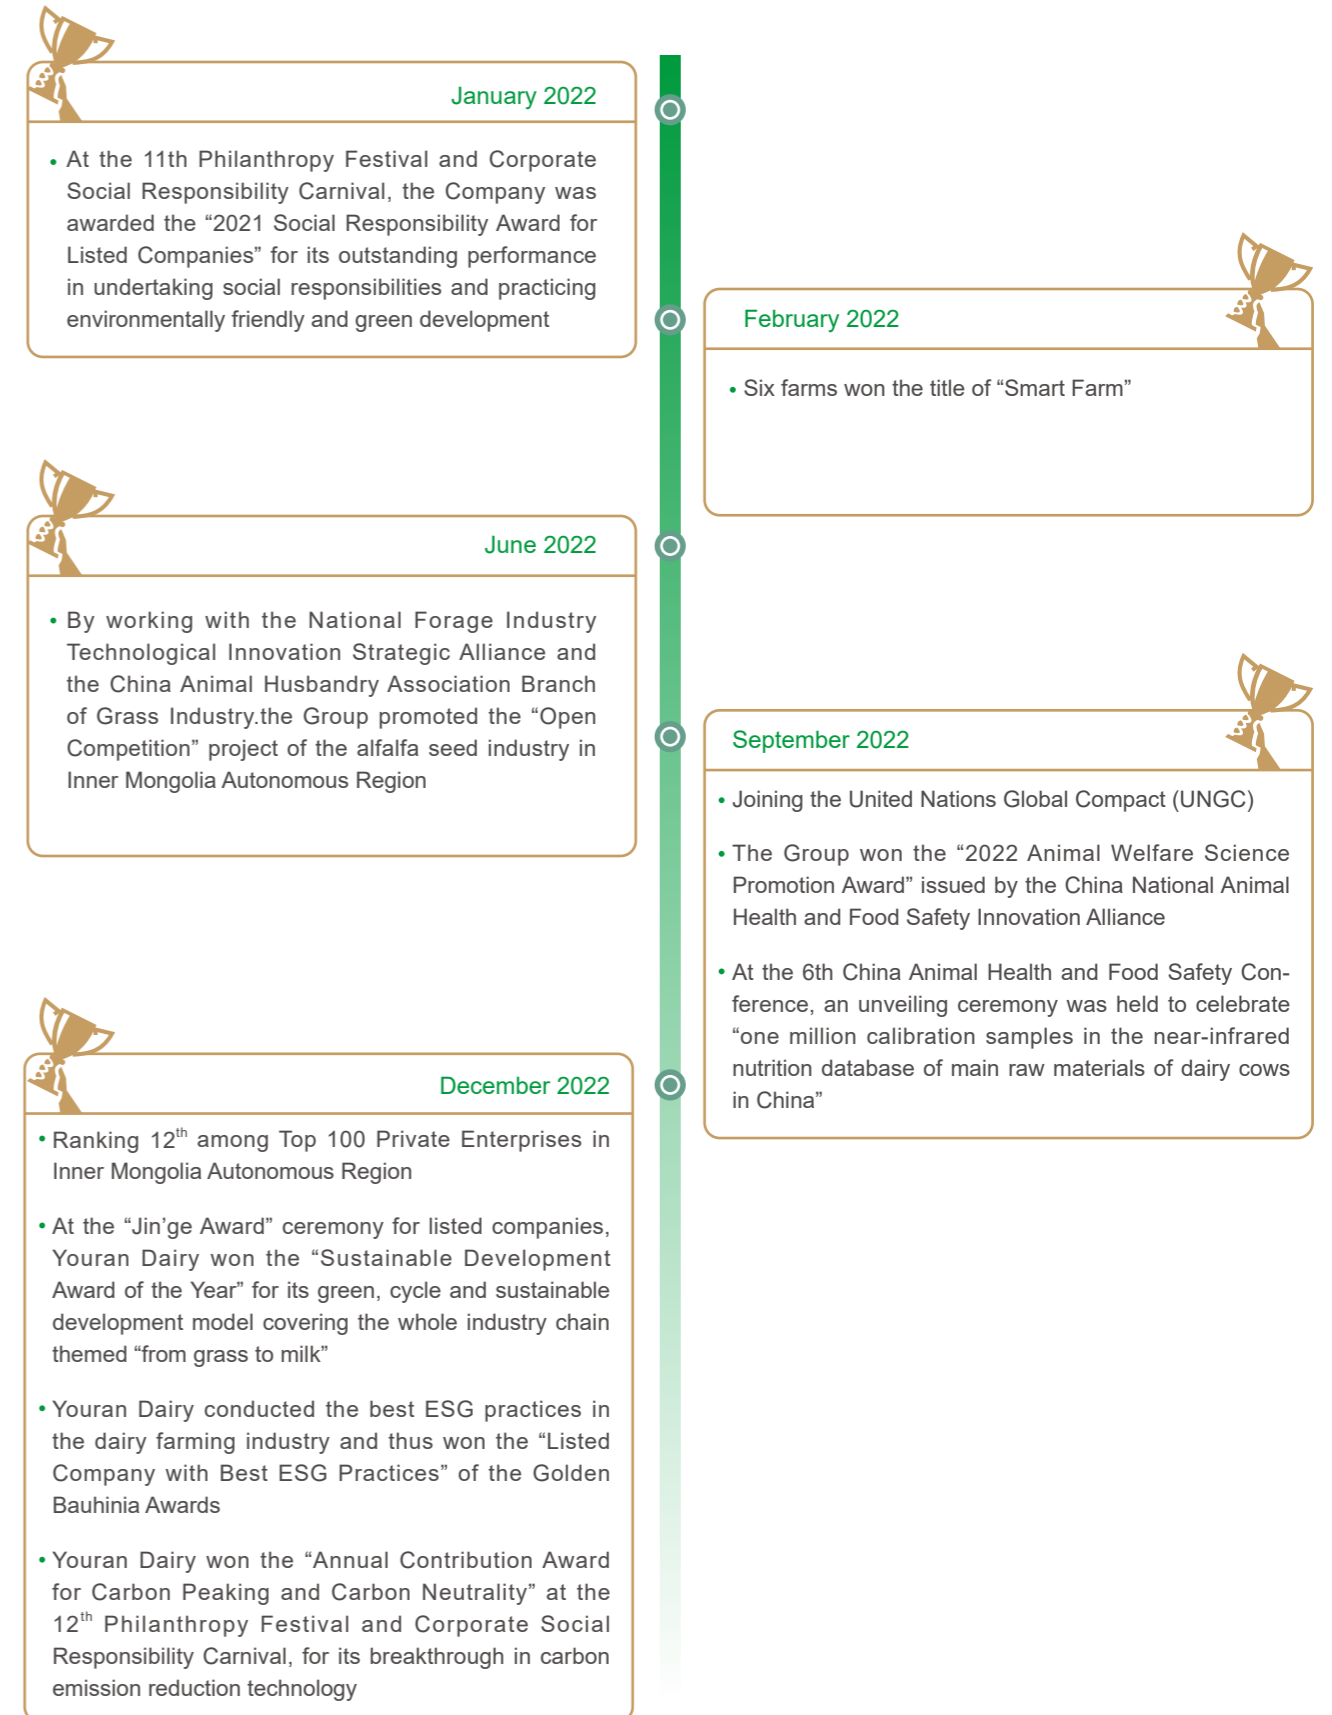 January 2022
• At the 11th Philanthropy Festival and Corporate
Social Responsibility Carnival, the Company was
awarded the “2021 Social Responsibility Award for
Listed Companies” for its outstanding performance
in undertaking social responsibilities and practicing
environmentally friendly and green development
February 2022
• Six farms won the title of “Smart Farm”
June 2022
• By working with the National Forage Industry
Technological Innovation Strategic Alliance and
the China Animal Husbandry Association Branch
of Grass Industry.the Group promoted the “Open
Competition” project of the alfalfa seed industry in
Inner Mongolia Autonomous Region
September 2022
• Joining the United Nations Global Compact (UNGC)
• The Group won the “2022 Animal Welfare Science
Promotion Award” issued by the China National Animal
Health and Food Safety Innovation Alliance
• At the 6th China Animal Health and Food Safety Con-
ference, an unveiling ceremony was held to celebrate
“one million calibration samples in the near-infrared
nutrition database of main raw materials of dairy cows
in China”
December 2022
• Ranking 12th among Top 100 Private Enterprises in
Inner Mongolia Autonomous Region
• At the “Jin’ge Award” ceremony for listed companies,
Youran Dairy won the “Sustainable Development
Award of the Year” for its green, cycle and sustainable
development model covering the whole industry chain
themed “from grass to milk”
• Youran Dairy conducted the best ESG practices in
the dairy farming industry and thus won the “Listed
Company with Best ESG Practices” of the Golden
Bauhinia Awards
• Youran Dairy won the “Annual Contribution Award
for Carbon Peaking and Carbon Neutrality” at the
12th Philanthropy Festival and Corporate Social
Responsibility Carnival, for its breakthrough in carbon
emission reduction technology